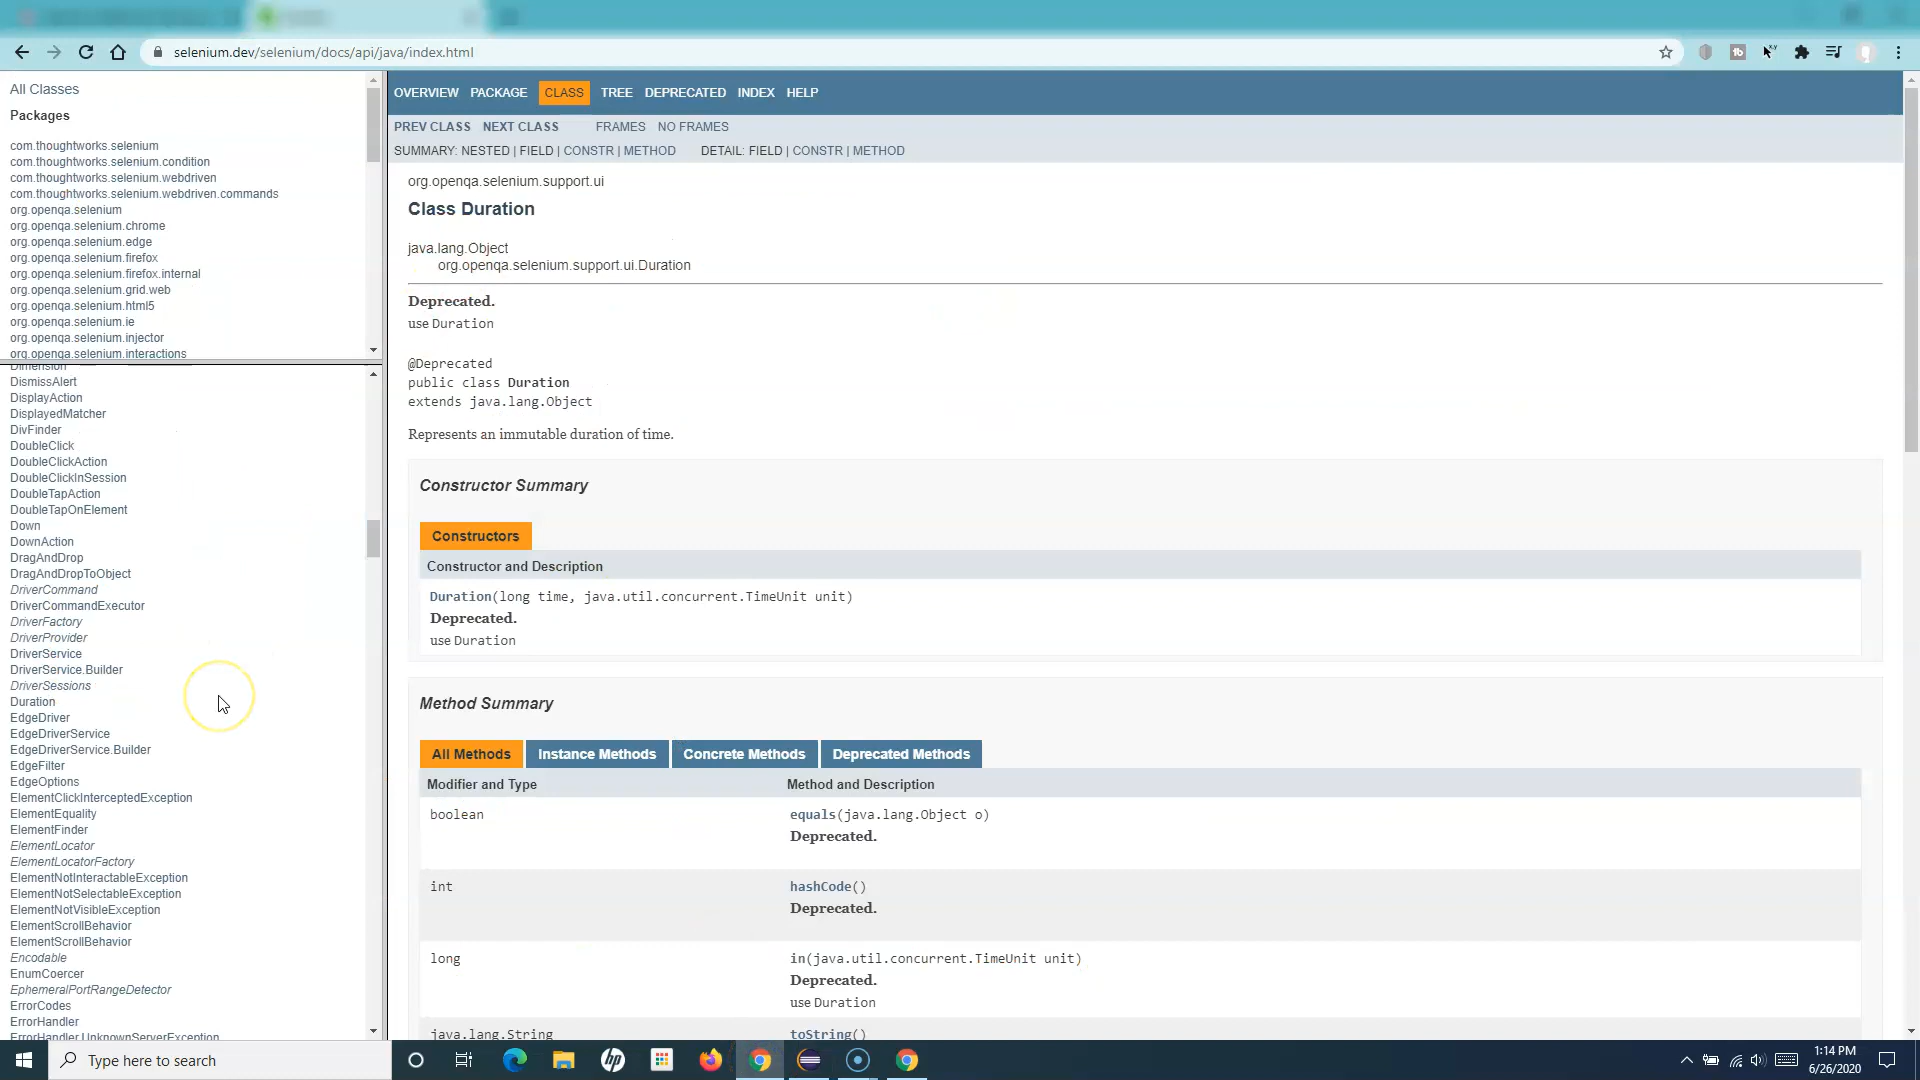 selenium.dev/selenium/docs/api/java/index.html
All Classes
Packages
com.thoughtworks.selenium
com.thoughtworks.selenium.condition
com.thoughtworks.selenium.webdriven
com.thoughtworks.selenium.webdriven.commands
org.openqa.selenium
org.openqa.selenium.chrome
org.openqa.selenium.edge
org.openqa.selenium.firefox
org.openqa.selenium.firefox.internal
org.openqa.selenium.grid.web
org.openqa.selenium.html5
org.openqa.selenium.ie
org.openqa.selenium.injector
org.openqa.selenium.interactions
Dimension
DismissAlert
DisplayAction
DisplayedMatcher
DivFinder
DoubleClick
DoubleClickAction
DoubleClickInSession
DoubleTapAction
DoubleTapOnElement
Down
DownAction
DragAndDrop
DragAndDropToObject
DriverCommand
DriverCommandExecutor
DriverFactory
DriverProvider
DriverService
DriverService.Builder
DriverSessions
Duration
EdgeDriver
EdgeDriverService
EdgeDriverService.Builder
EdgeFilter
EdgeOptions
ElementClickInterceptedException
ElementEquality
ElementFinder
ElementLocator
ElementLocatorFactory
ElementNotInteractableException
ElementNotSelectableException
ElementNotVisibleException
ElementScrollBehavior
ElementScrollBehavior
Encodable
EnumCoercer
EphemeralPortRangeDetector
ErrorCodes
ErrorHandler
ErrorHandler.UnknownServerException
OVERVIEW PACKAGE CLASS TREE DEPRECATED INDEX HELP
PREV CLASS NEXT CLASS FRAMES NO FRAMES
SUMMARY: NESTED | FIELD | CONSTR | METHOD DETAIL: FIELD | CONSTR | METHOD
org.openqa.selenium.support.ui
Class Duration
java.lang.Object
org.openqa.selenium.support.ui.Duration
Deprecated.
use Duration
@Deprecated
public class Duration
extends java.lang.Object
Represents an immutable duration of time.
Constructor Summary
Constructors
Constructor and Description
Duration(long time, java.util.concurrent.TimeUnit unit)
Deprecated.
use Duration
Method Summary
All Methods Instance Methods Concrete Methods Deprecated Methods
Modifier and Type Method and Description
boolean equals(java.lang.Object o)
Deprecated.
int hashCode()
Deprecated.
long in(java.util.concurrent.TimeUnit unit)
Deprecated.
use Duration
java.lang.String toString()
Type here to search
hp
1:14 PM
6/26/2020